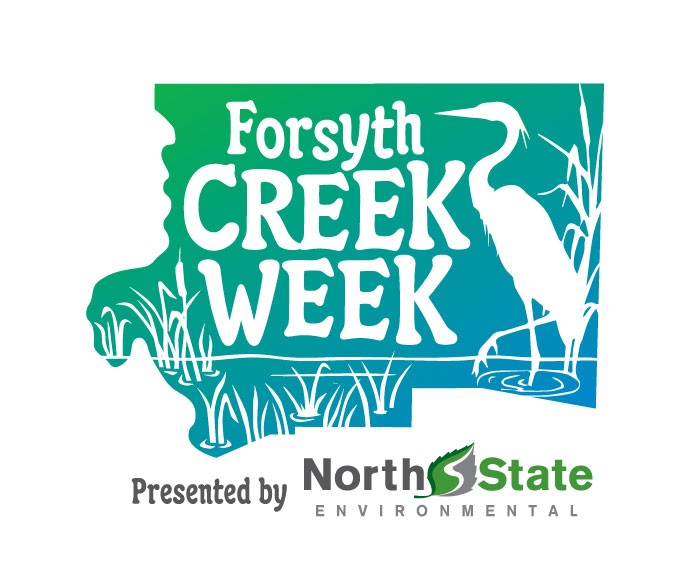 Forsyth
CREEK
WEEK
Presented by North State
ENVIRONMENTAL